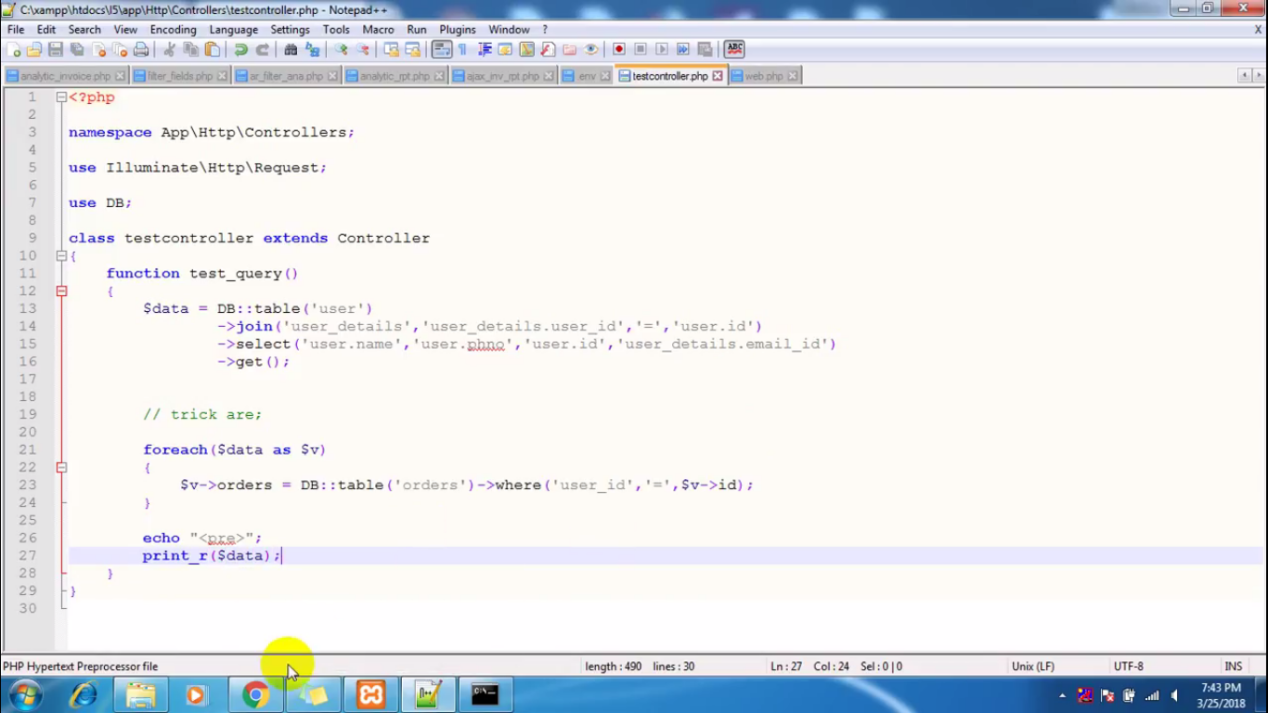 C:\xampp\htdocs\l5\app\Http\Controllers\testcontroller.php - Notepad++
File Edit Search View Encoding Language Settings Tools Macro Run Plugins Window ? X
ABC
analytic_invoice.php filter_fields.php ar_filter_ana.php analytic_rpt.php ajax_inv_rpt.php env testcontroller.php web.php
1 <?php
2
3 namespace App\Http\Controllers;
4
5 use Illuminate\Http\Request;
6
7 use DB;
8
9 class testcontroller extends Controller
10 {
11 function test_query()
12 {
13 $data = DB::table('user')
14 ->join('user_details','user_details.user_id','=','user.id')
15 ->select('user.name','user.phno','user.id','user_details.email_id')
16 ->get();
17
18
19 // trick are;
20
21 foreach($data as $v)
22 {
23 $v->orders = DB::table('orders')->where('user_id','=',$v->id);
24 }
25
26 echo "<pre>";
27 print_r($data);
28 }
29 }
30
PHP Hypertext Preprocessor file length : 490 lines : 30 Ln : 27 Col : 24 Sel : 0 | 0 Unix (LF) UTF-8 INS
7:43 PM
3/25/2018